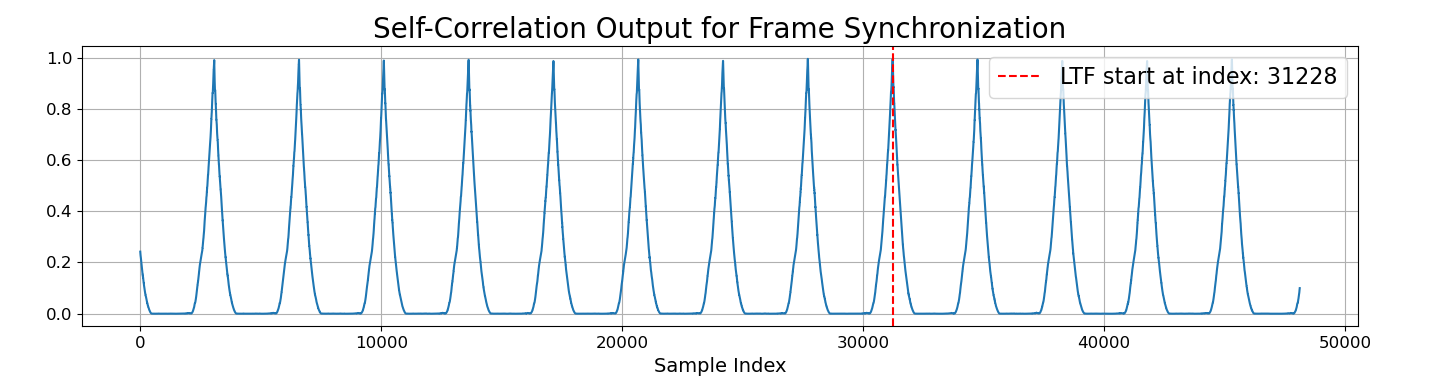 Self-Correlation Output for Frame Synchronization
LTF start at index: 31228
1.0
0.8
0.6
0.4
0.2
0.0
0 10000 20000 30000 40000 50000
Sample Index